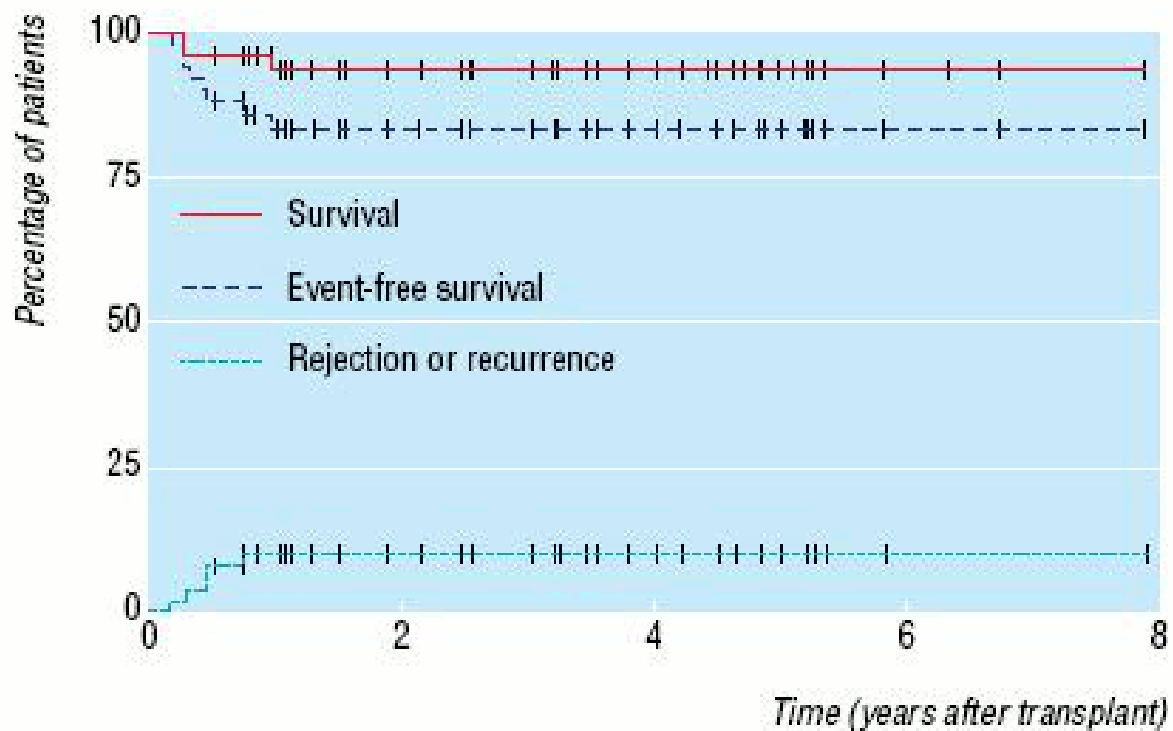 Percentage of patients
100
75
50
25
0
Survival
Event-free survival
Rejection or recurrence
0 2 4 6 8
Time (years after transplant)